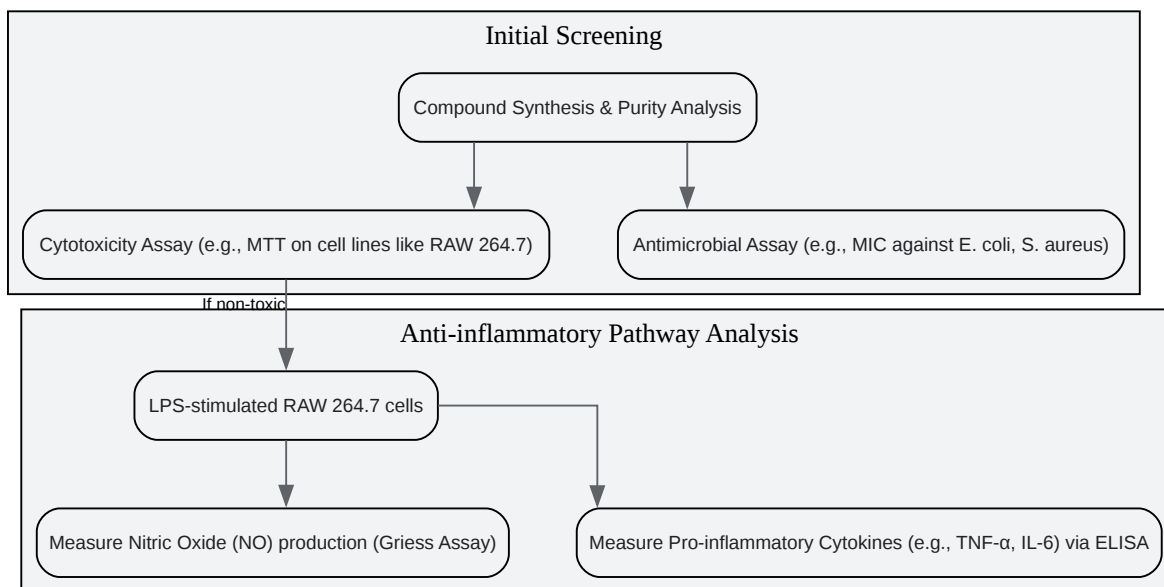 Initial Screening
Compound Synthesis & Purity Analysis
Cytotoxicity Assay (e.g., MTT on cell lines like RAW 264.7)
Antimicrobial Assay (e.g., MIC against E. coli, S. aureus)
If non-toxic
Anti-inflammatory Pathway Analysis
LPS-stimulated RAW 264.7 cells
Measure Nitric Oxide (NO) production (Griess Assay)
Measure Pro-inflammatory Cytokines (e.g., TNF-α, IL-6) via ELISA